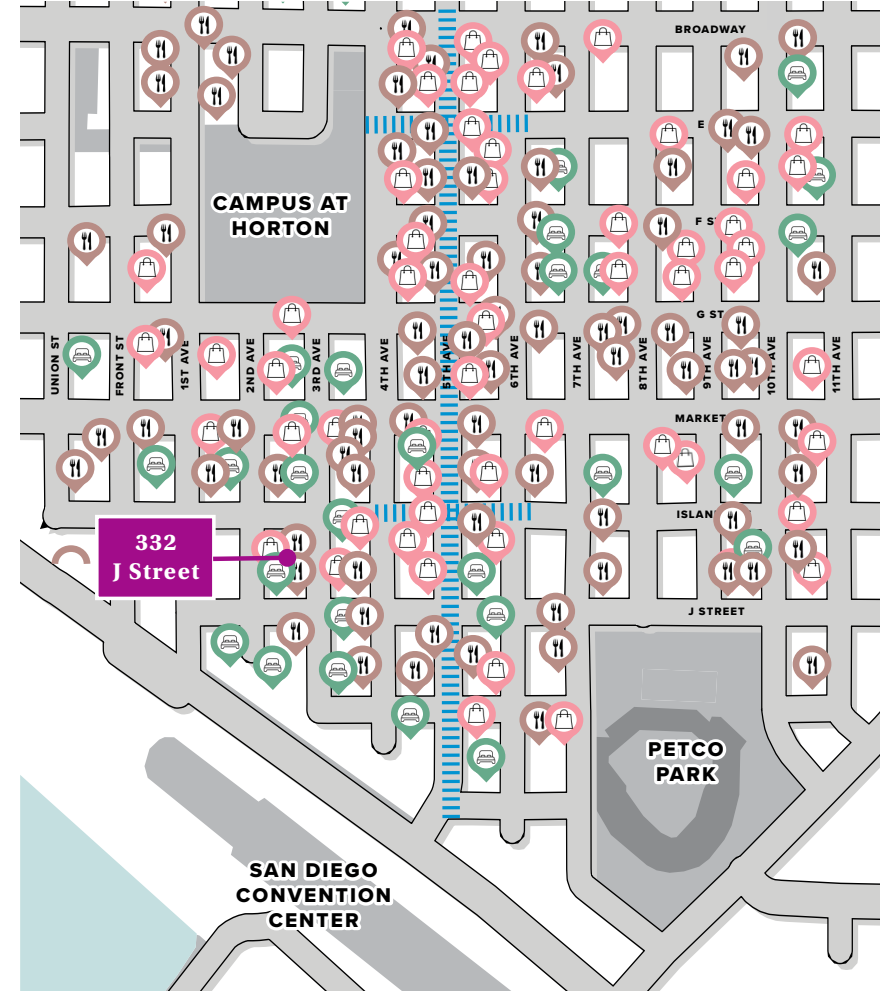 BROADWAY
E
CAMPUS AT
HORTON
F S
G ST
UNION ST
FRONT ST
1ST AVE
2ND AVE
3RD AVE
4TH AVE
5TH AVE
6TH AVE
7TH AVE
8TH AVE
9TH AVE
10TH AVE
11TH AVE
MARKET
ISLAN
332
J Street
J STREET
PETCO
PARK
SAN DIEGO
CONVENTION
CENTER